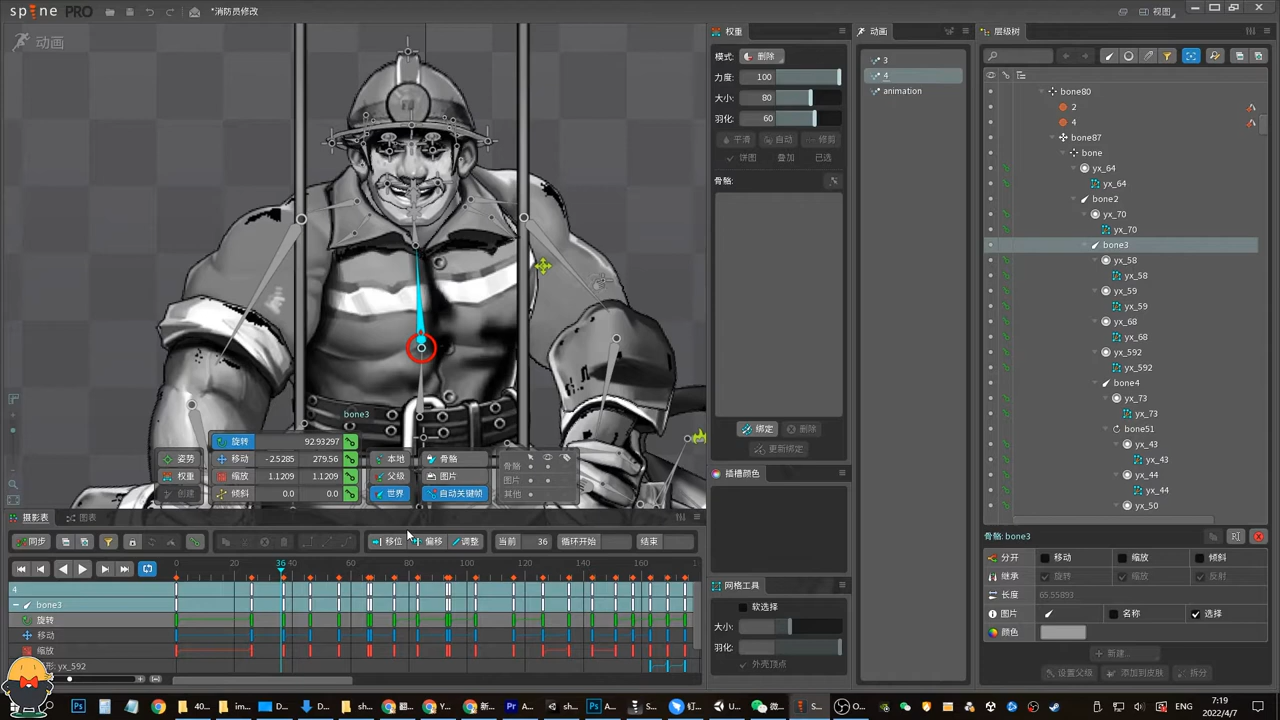 spine PRO
*消防员修改
视图
动画
权重
模式:
删除
力度:
100
大小:
80
羽化:
60
平滑
自动
修剪
饼图
叠加
已选
骨骼:
绑定
删除
更新绑定
插槽颜色
网格工具
软选择
大小:
羽化:
外壳顶点
动画
3
4
animation
层级树
bone80
2
4
bone87
bone
yx_64
yx_64
bone2
yx_70
yx_70
bone3
yx_58
yx_58
yx_59
yx_59
yx_68
yx_68
yx_592
yx_592
bone4
yx_73
yx_73
bone51
yx_43
yx_43
yx_44
yx_44
yx_50
骨骼: bone3
分开
移动
缩放
倾斜
继承
旋转
缩放
反射
长度
65.55893
图片
名称
选择
颜色
新建...
设置父级
添加到皮肤
拆分
bone3
姿势
权重
创建
旋转
92.93297
移动
-2.5285
279.56
缩放
1.1209
1.1209
倾斜
0.0
0.0
本地
父级
世界
骨骼
图片
自动关键帧
骨骼
图片
其他
摄影表
图表
同步
移位
偏移
调整
当前
36
循环开始
结束
0
20
36
40
60
80
100
120
140
160
4
bone3
旋转
移动
缩放
形: yx_592
7:19
2022/4/7